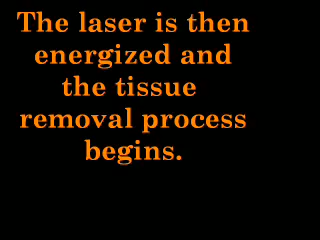 The laser is then
energized and
the tissue
removal process
begins.